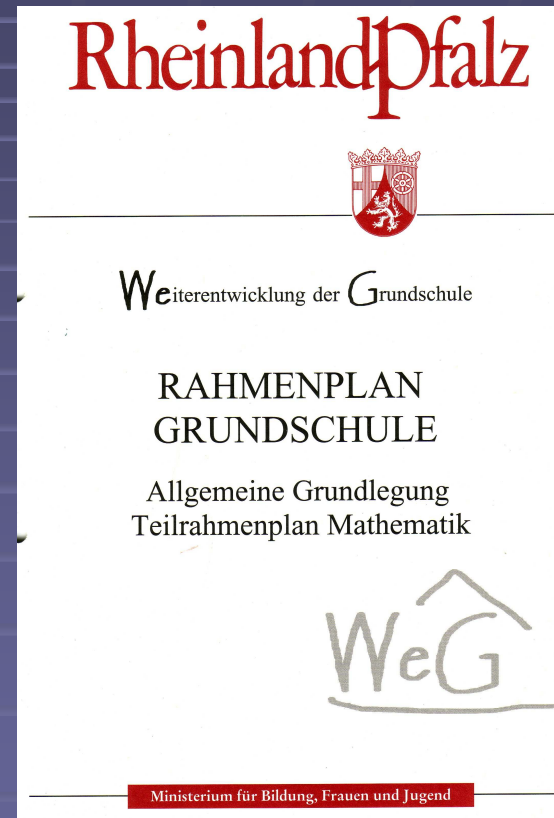 RheinlandPfalz
Weiterentwicklung der Grundschule
RAHMENPLAN
GRUNDSCHULE
Allgemeine Grundlegung
Teilrahmenplan Mathematik
WeG
Ministerium für Bildung, Frauen und Jugend